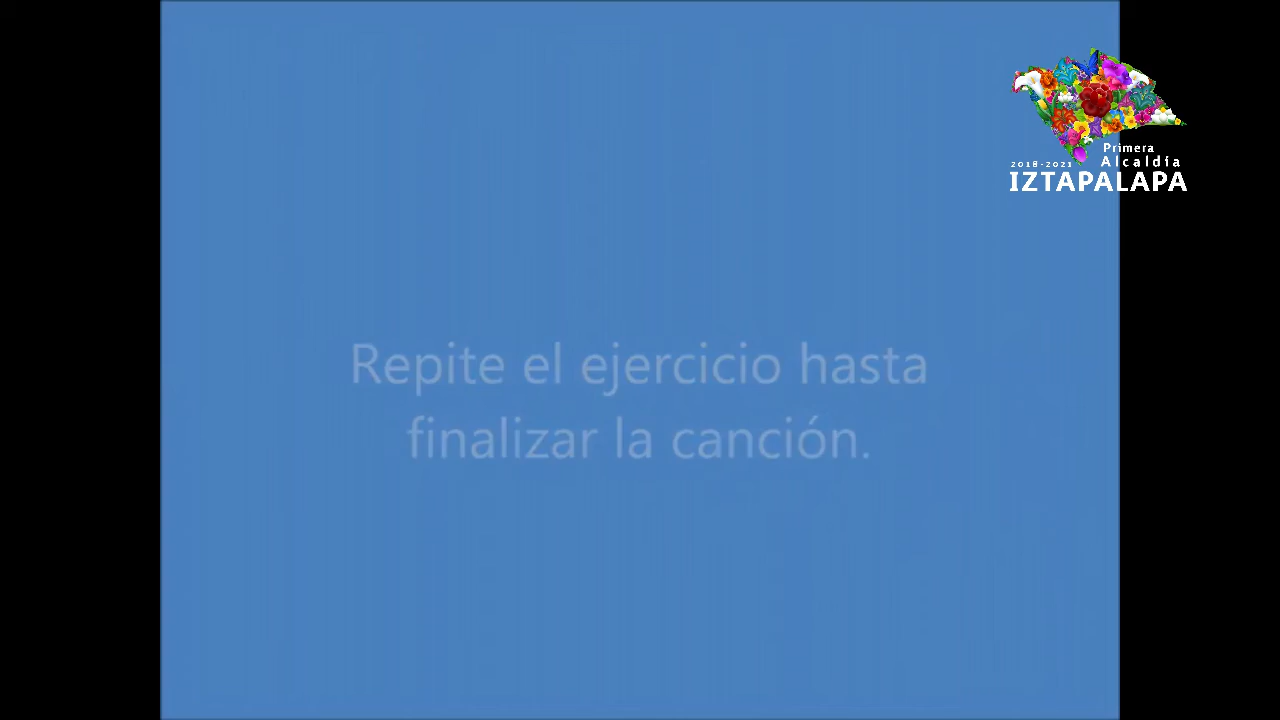 Primera
2018-2021 Alcaldía
IZTAPALAPA
Repite el ejercicio hasta
finalizar la canción.